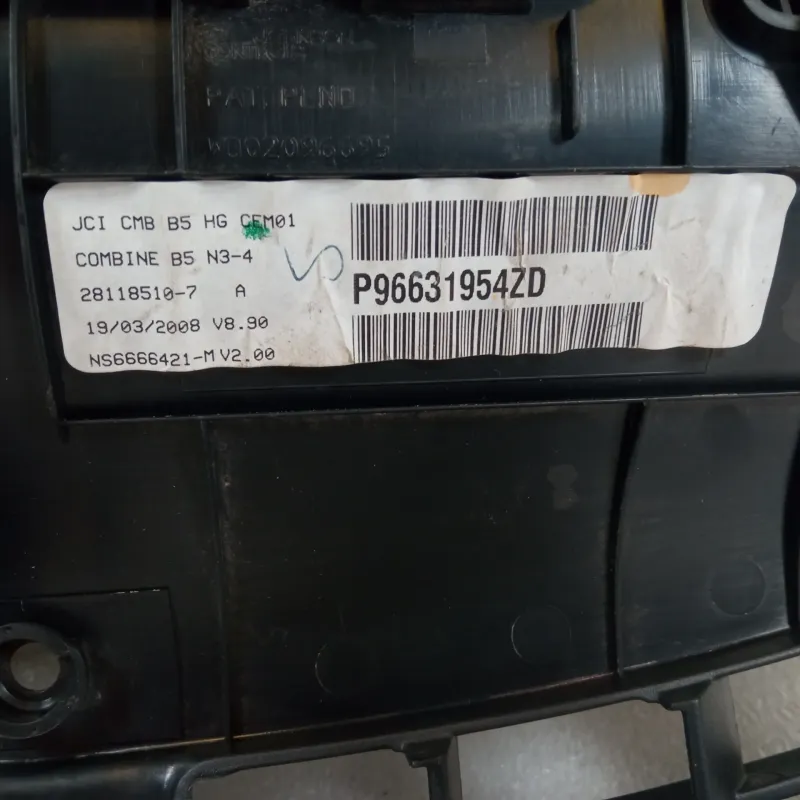 PAT. PEND.
JCI CMB B5 HG CEM01
COMBINE B5 N3-4
28118510-7 A
19/03/2008 V8.90
NS6666421-M V2.00
P96631954ZD